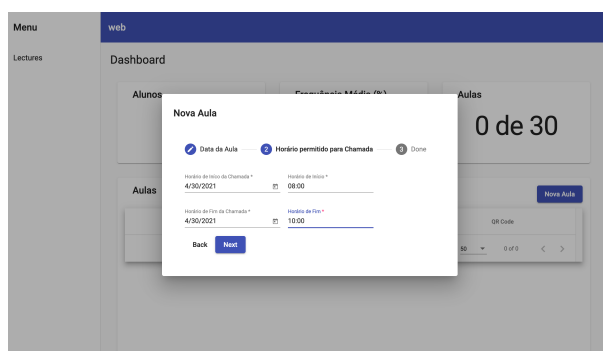 Menu
web
Lectures
Dashboard
Alunos
Frequência Média (%)
Aulas
0 de 30
Nova Aula
Data da Aula
2
Horário permitido para Chamada
3
Done
Horário de Início da Chamada *
4/30/2021
Horário de Início *
08:00
Horário de Fim da Chamada *
4/30/2021
Horário de Fim *
10:00
Back
Next
Aulas
Nova Aula
QR Code
50
0 of 0